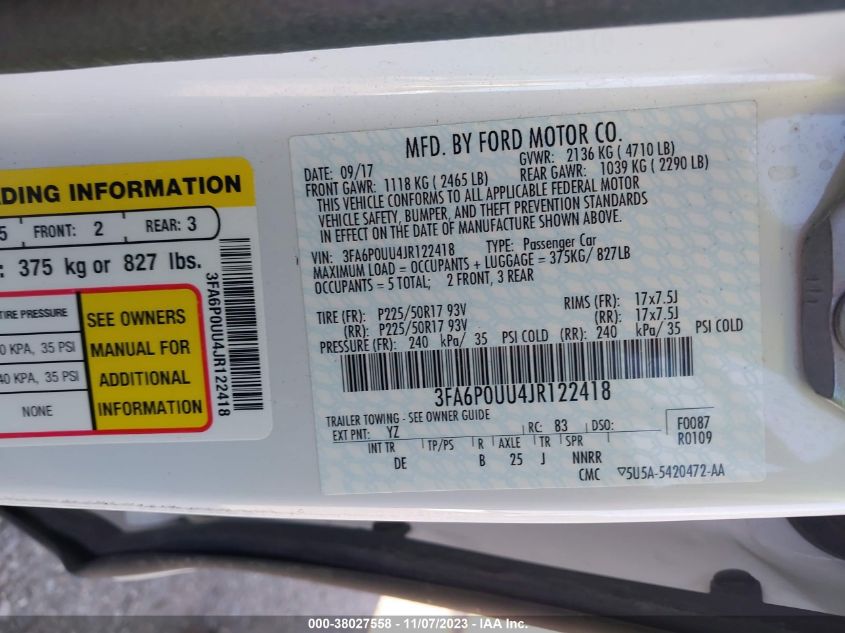 DING INFORMATION
5 FRONT: 2 REAR: 3
: 375 kg or 827 lbs.
TIRE PRESSURE
0 KPA, 35 PSI
40 KPA, 35 PSI
NONE
SEE OWNERS
MANUAL FOR
ADDITIONAL
INFORMATION
3FA6P0UU4JR122418
MFD. BY FORD MOTOR CO.
DATE: 09/17 GVWR: 2136 KG ( 4710 LB)
FRONT GAWR: 1118 KG ( 2465 LB) REAR GAWR: 1039 KG ( 2290 LB)
THIS VEHICLE CONFORMS TO ALL APPLICABLE FEDERAL MOTOR
VEHICLE SAFETY, BUMPER, AND THEFT PREVENTION STANDARDS
IN EFFECT ON THE DATE OF MANUFACTURE SHOWN ABOVE.
VIN: 3FA6P0UU4JR122418 TYPE: Passenger Car
MAXIMUM LOAD = OCCUPANTS + LUGGAGE = 375KG/ 827LB
OCCUPANTS = 5 TOTAL; 2 FRONT, 3 REAR
TIRE (FR): P225/50R17 93V RIMS (FR): 17x7.5J
(RR): P225/50R17 93V (RR): 17x7.5J
PRESSURE (FR): 240 kPa/ 35 PSI COLD (RR): 240 kPa/ 35 PSI COLD
3FA6P0UU4JR122418
TRAILER TOWING - SEE OWNER GUIDE
EXT PNT: YZ RC: B3 DSO: F0087
INT TR TP/PS R AXLE TR SPR R0109
DE B 25 J NNRR
CMC 5U5A-5420472-AA
000-38027558 - 11/07/2023 - IAAI.COM